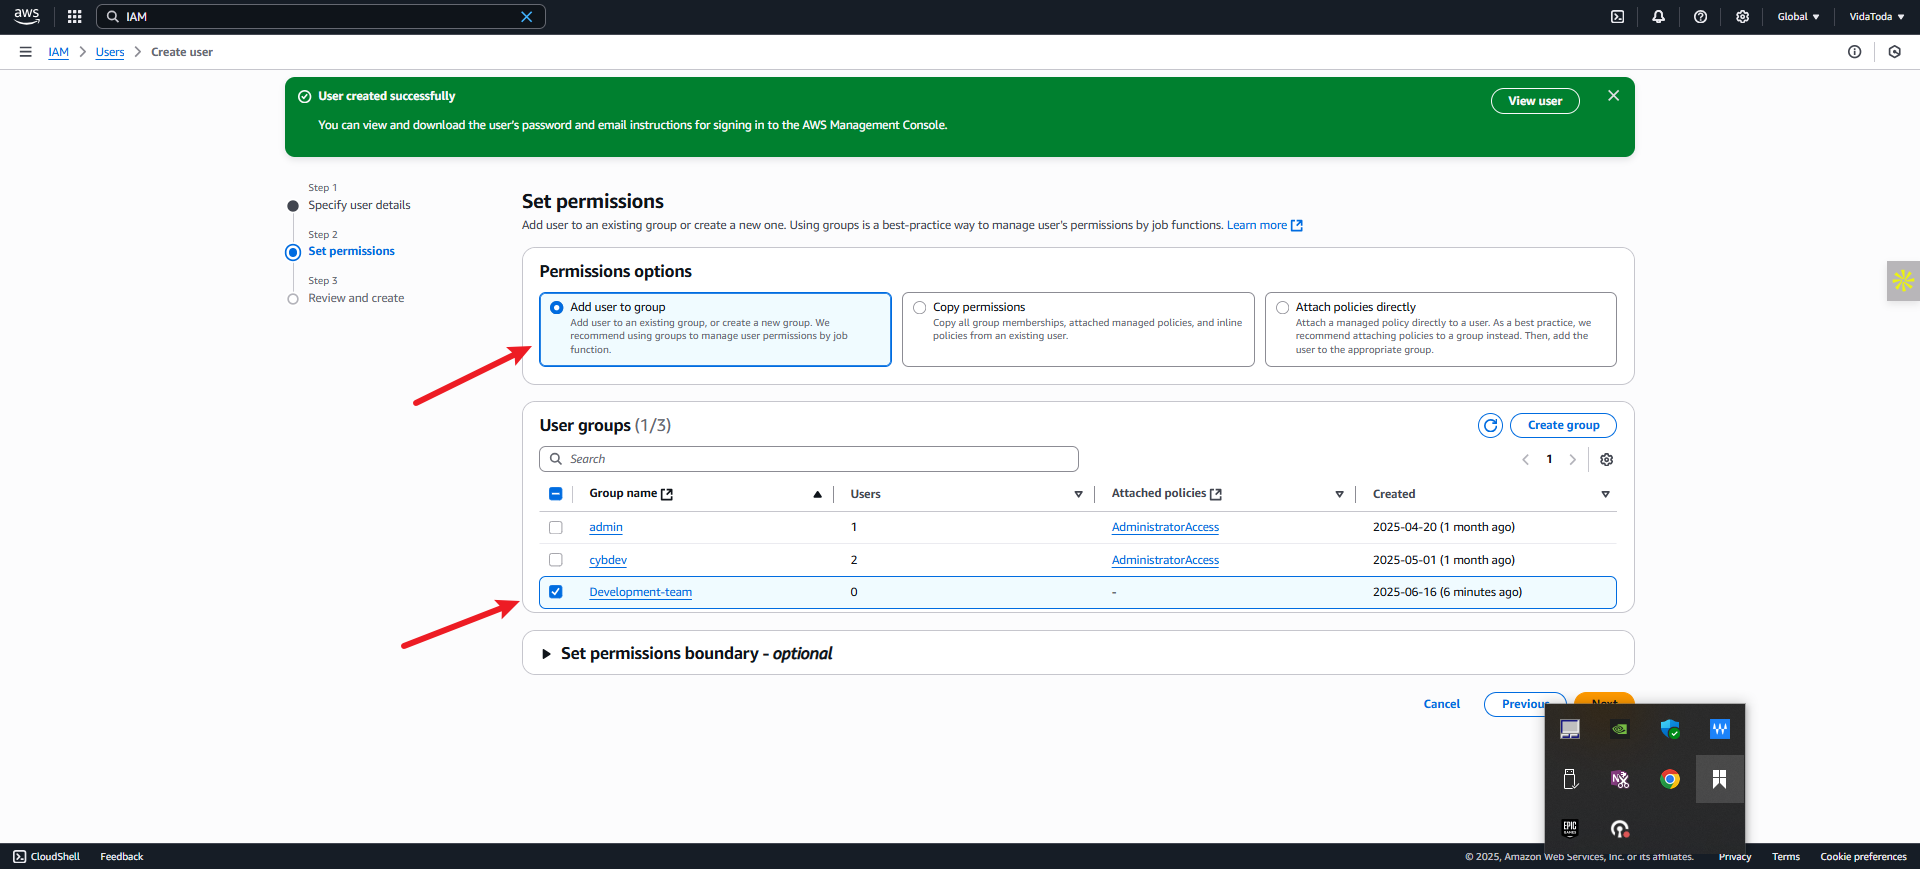 aws
IAM
Global ▼
VidaToda ▼
IAM > Users > Create user
User created successfully
You can view and download the user's password and email instructions for signing in to the AWS Management Console.
View user
Step 1
Specify user details
Step 2
Set permissions
Step 3
Review and create
Set permissions
Add user to an existing group or create a new one. Using groups is a best-practice way to manage user's permissions by job functions. Learn more
Permissions options
Add user to group
Add user to an existing group, or create a new group. We
recommend using groups to manage user permissions by job
function.
Copy permissions
Copy all group memberships, attached managed policies, and inline
policies from an existing user.
Attach policies directly
Attach a managed policy directly to a user. As a best practice, we
recommend attaching policies to a group instead. Then, add the
user to the appropriate group.
User groups (1/3)
Create group
Search
1
Group name Users Attached policies Created
admin 1 AdministratorAccess 2025-04-20 (1 month ago)
cybdev 2 AdministratorAccess 2025-05-01 (1 month ago)
Development-team 0 - 2025-06-16 (6 minutes ago)
Set permissions boundary - optional
Cancel
Previous
Next
EPIC
GAMES
CloudShell
Feedback
© 2025, Amazon Web Services, Inc. or its affiliates.
Privacy
Terms
Cookie preferences